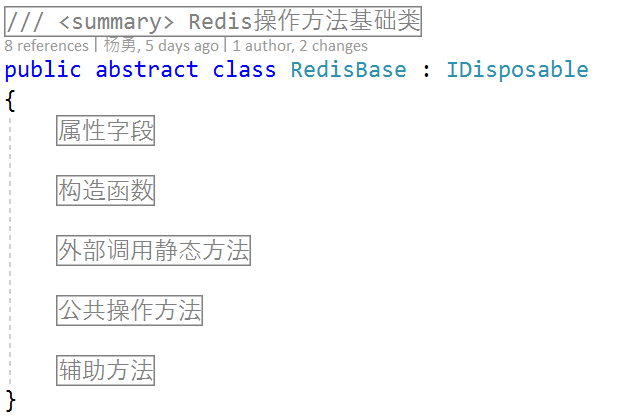 /// <summary> Redis操作方法基础类
8 references | 杨勇, 5 days ago | 1 author, 2 changes
public abstract class RedisBase : IDisposable
{
属性字段
构造函数
外部调用静态方法
公共操作方法
辅助方法
}